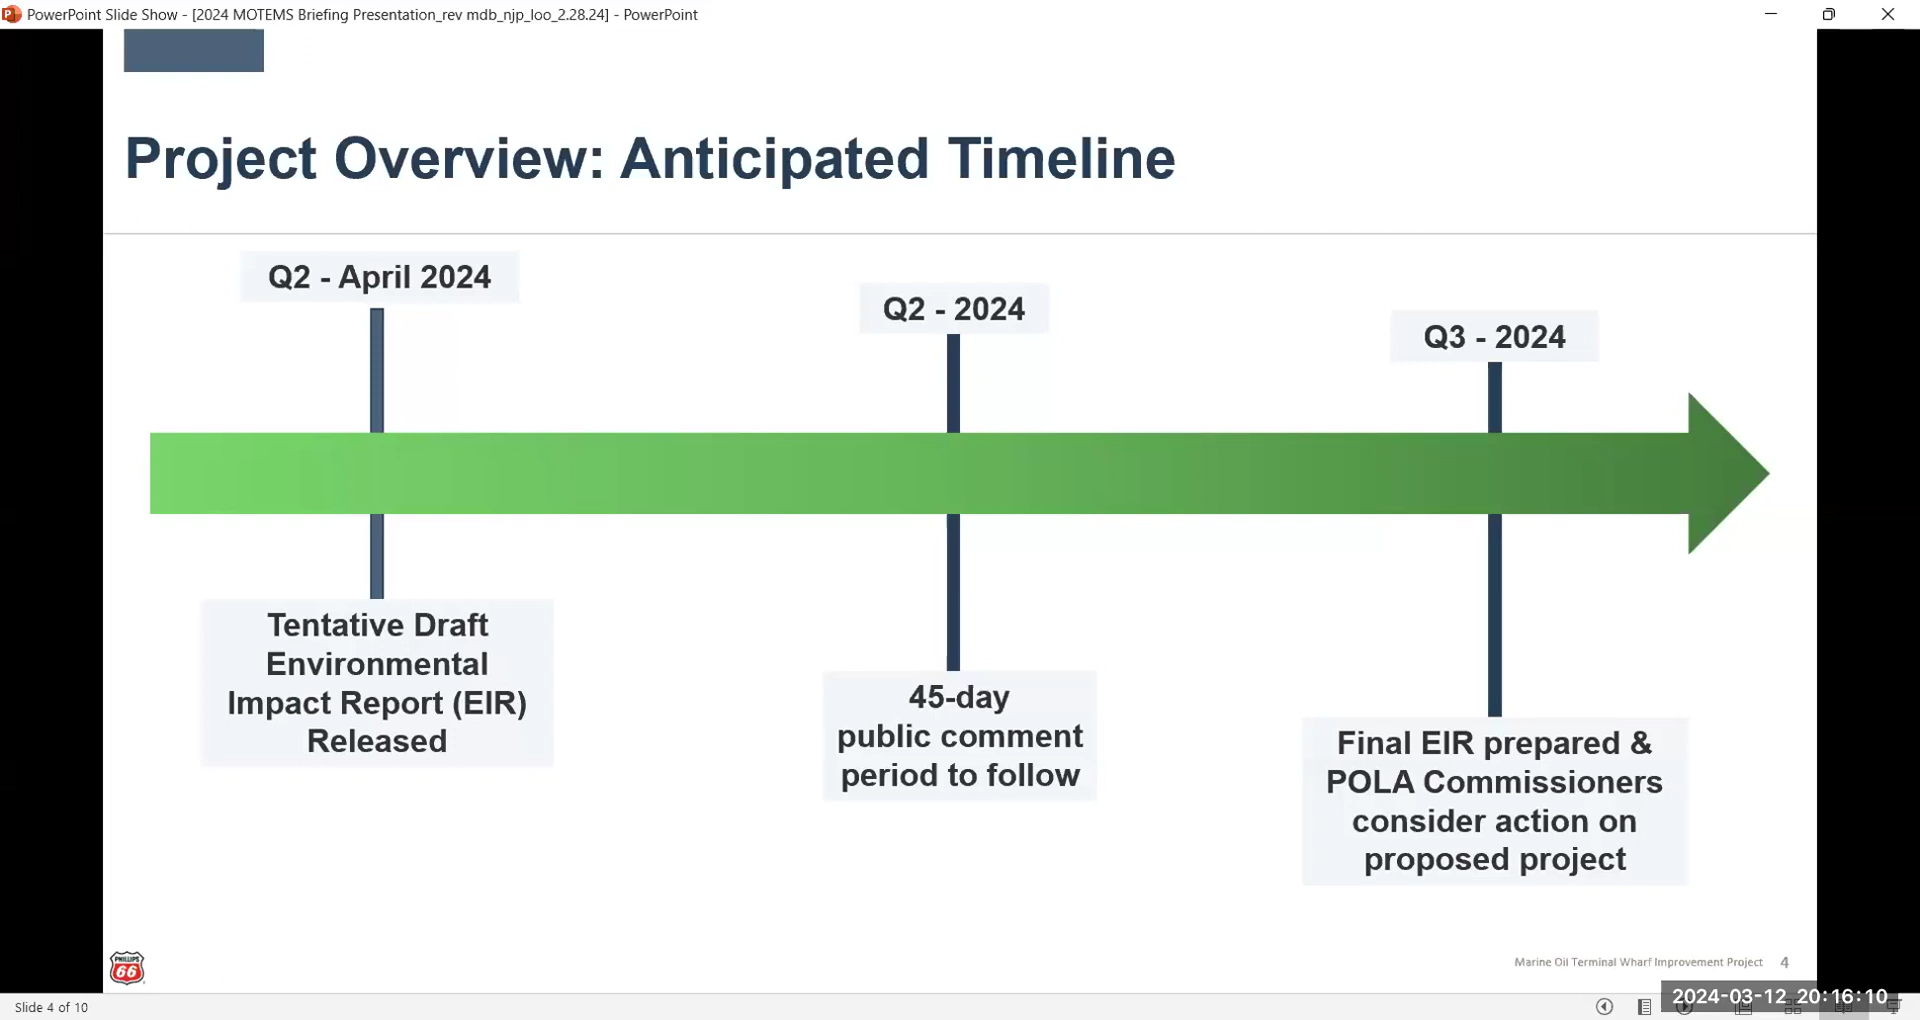 PowerPoint Slide Show - [2024 MOTEMS Briefing Presentation_rev mdb_njp_loo_2.28.24] - PowerPoint
Project Overview: Anticipated Timeline
Q2 - April 2024
Q2 - 2024
Q3 - 2024
Tentative Draft
Environmental
Impact Report (EIR)
Released
45-day
public comment
period to follow
Final EIR prepared &
POLA Commissioners
consider action on
proposed project
PHILLIPS
66
Marine Oil Terminal Wharf Improvement Project 4
Slide 4 of 10
2024-03-12 20:16:10